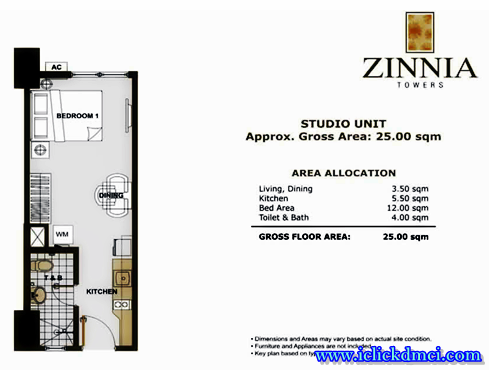 AC
BEDROOM 1
DINING
WM
T & B
KITCHEN
ZINNIA
TOWERS
STUDIO UNIT
Approx. Gross Area: 25.00 sqm
AREA ALLOCATION
Living, Dining 3.50 sqm
Kitchen 5.50 sqm
Bed Area 12.00 sqm
Toilet & Bath 4.00 sqm
GROSS FLOOR AREA: 25.00 sqm
• Dimensions and Areas may vary based on actual site condition.
• Furniture and Appliances are not included.
• Key plan based on
www.iclickdmci.com